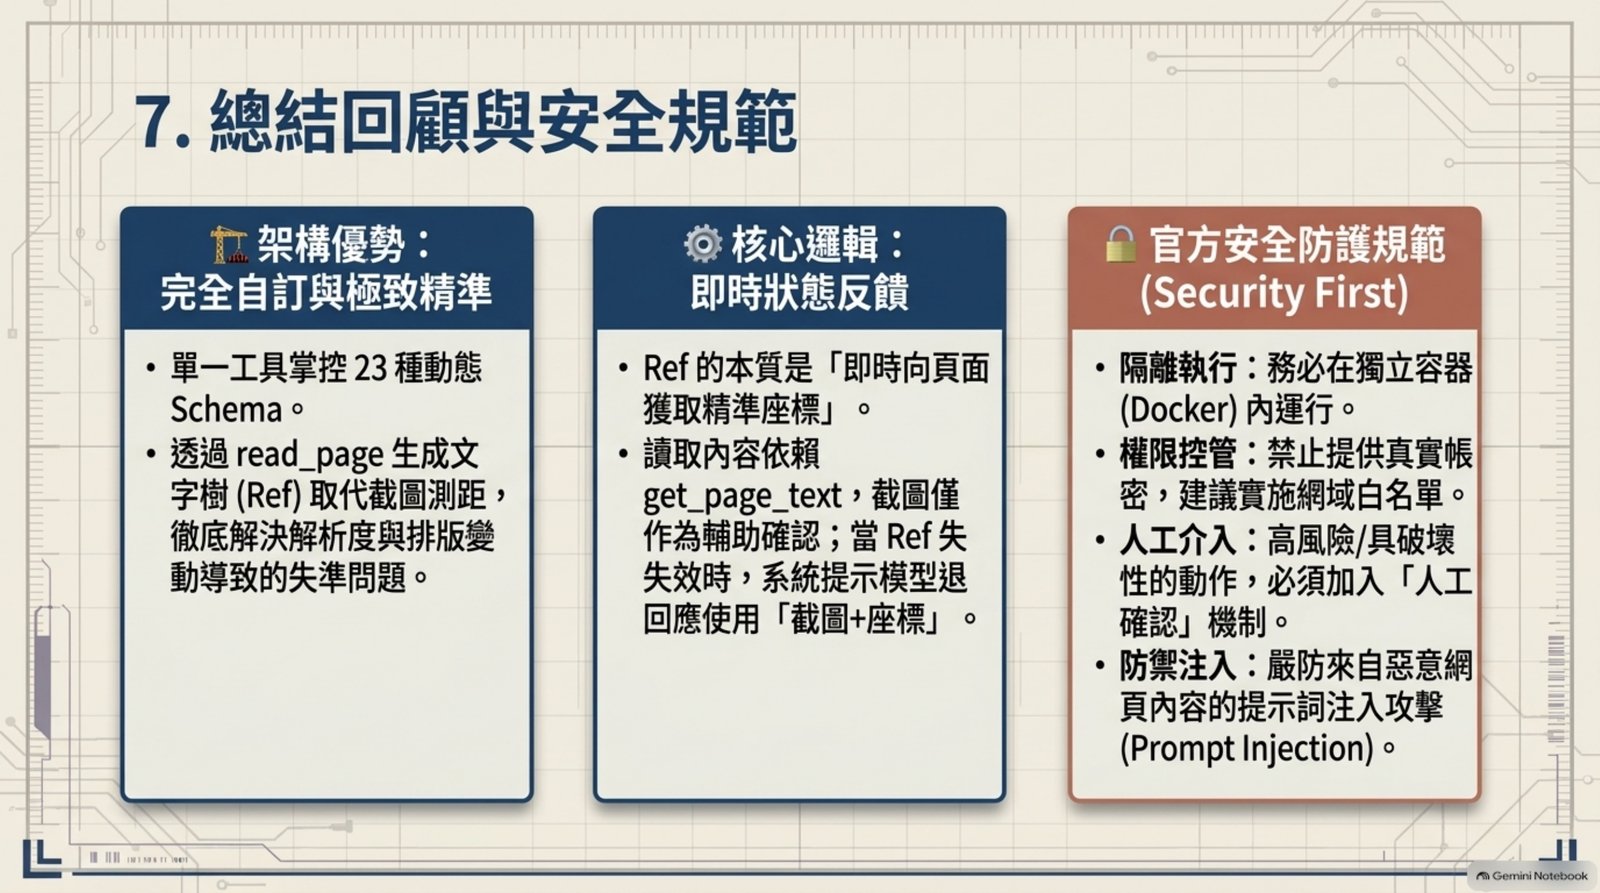 7. 總結回顧與安全規範
架構優勢：
完全自訂與極致精準
• 單一工具掌控 23 種動態
Schema。
• 透過 read_page 生成文
字樹 (Ref) 取代截圖測距，
徹底解決解析度與排版變
動導致的失準問題。
核心邏輯：
即時狀態反饋
• Ref 的本質是「即時向頁面
獲取精準座標」。
• 讀取內容依賴
get_page_text，截圖僅
作為輔助確認；當 Ref 失
失效時，系統提示模型退
回應使用「截圖+座標」。
官方安全防護規範
(Security First)
• 隔離執行：務必在獨立容器
(Docker) 內運行。
• 權限控管：禁止提供真實帳
密，建議實施網域白名單。
• 人工介入：高風險/具破壞
性的動作，必須加入「人工
確認」機制。
• 防禦注入：嚴防來自惡意網
頁內容的提示詞注入攻擊
(Prompt Injection)。
Gemini Notebook